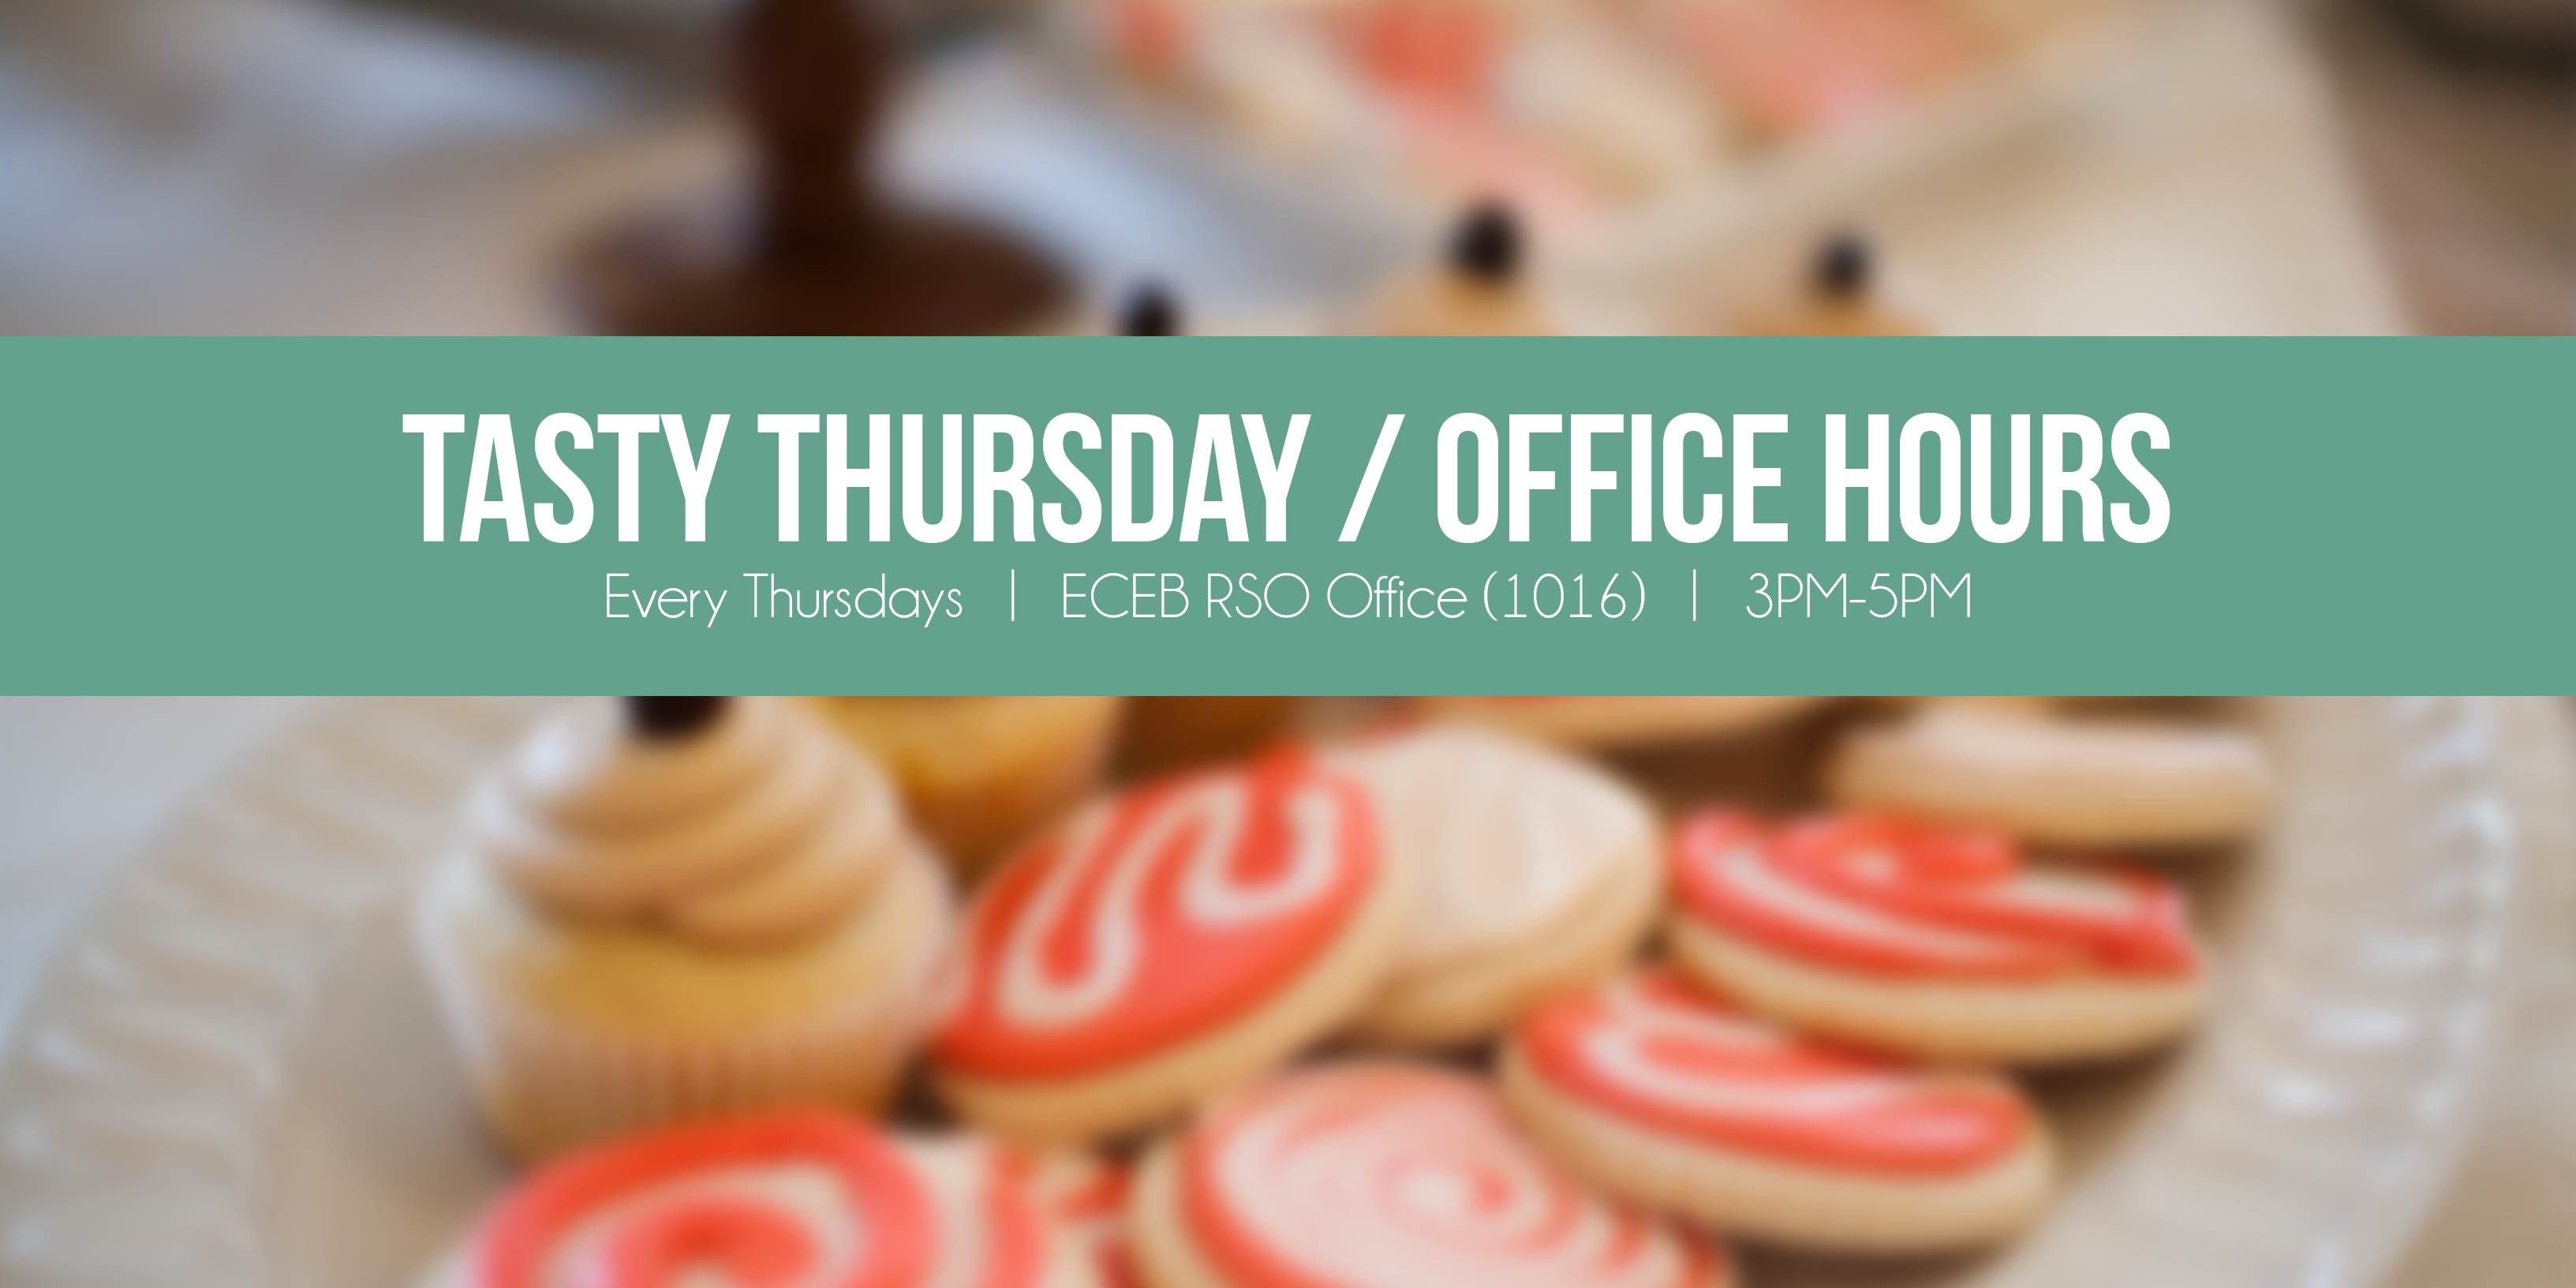 TASTY THURSDAY / OFFICE HOURS
Every Thursdays | ECEB RSO Office (1016) | 3PM-5PM